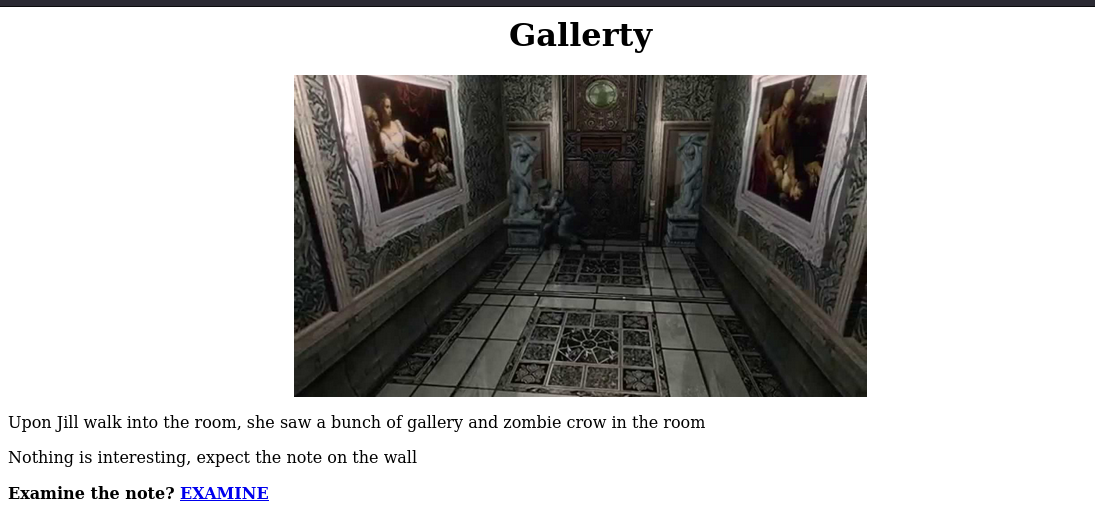 Gallerty
Upon Jill walk into the room, she saw a bunch of gallery and zombie crow in the room
Nothing is interesting, expect the note on the wall
Examine the note? EXAMINE